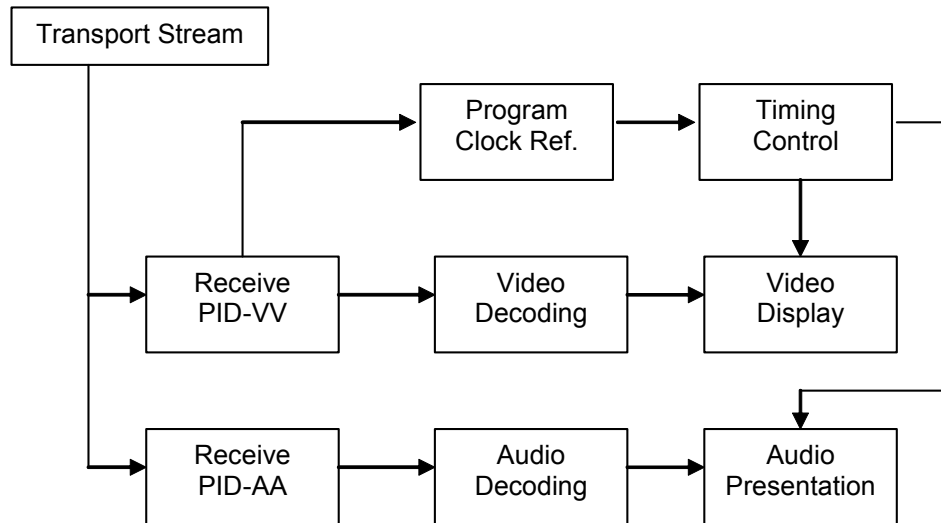 Transport Stream
Program
Clock Ref.
Timing
Control
Receive
PID-VV
Video
Decoding
Video
Display
Receive
PID-AA
Audio
Decoding
Audio
Presentation